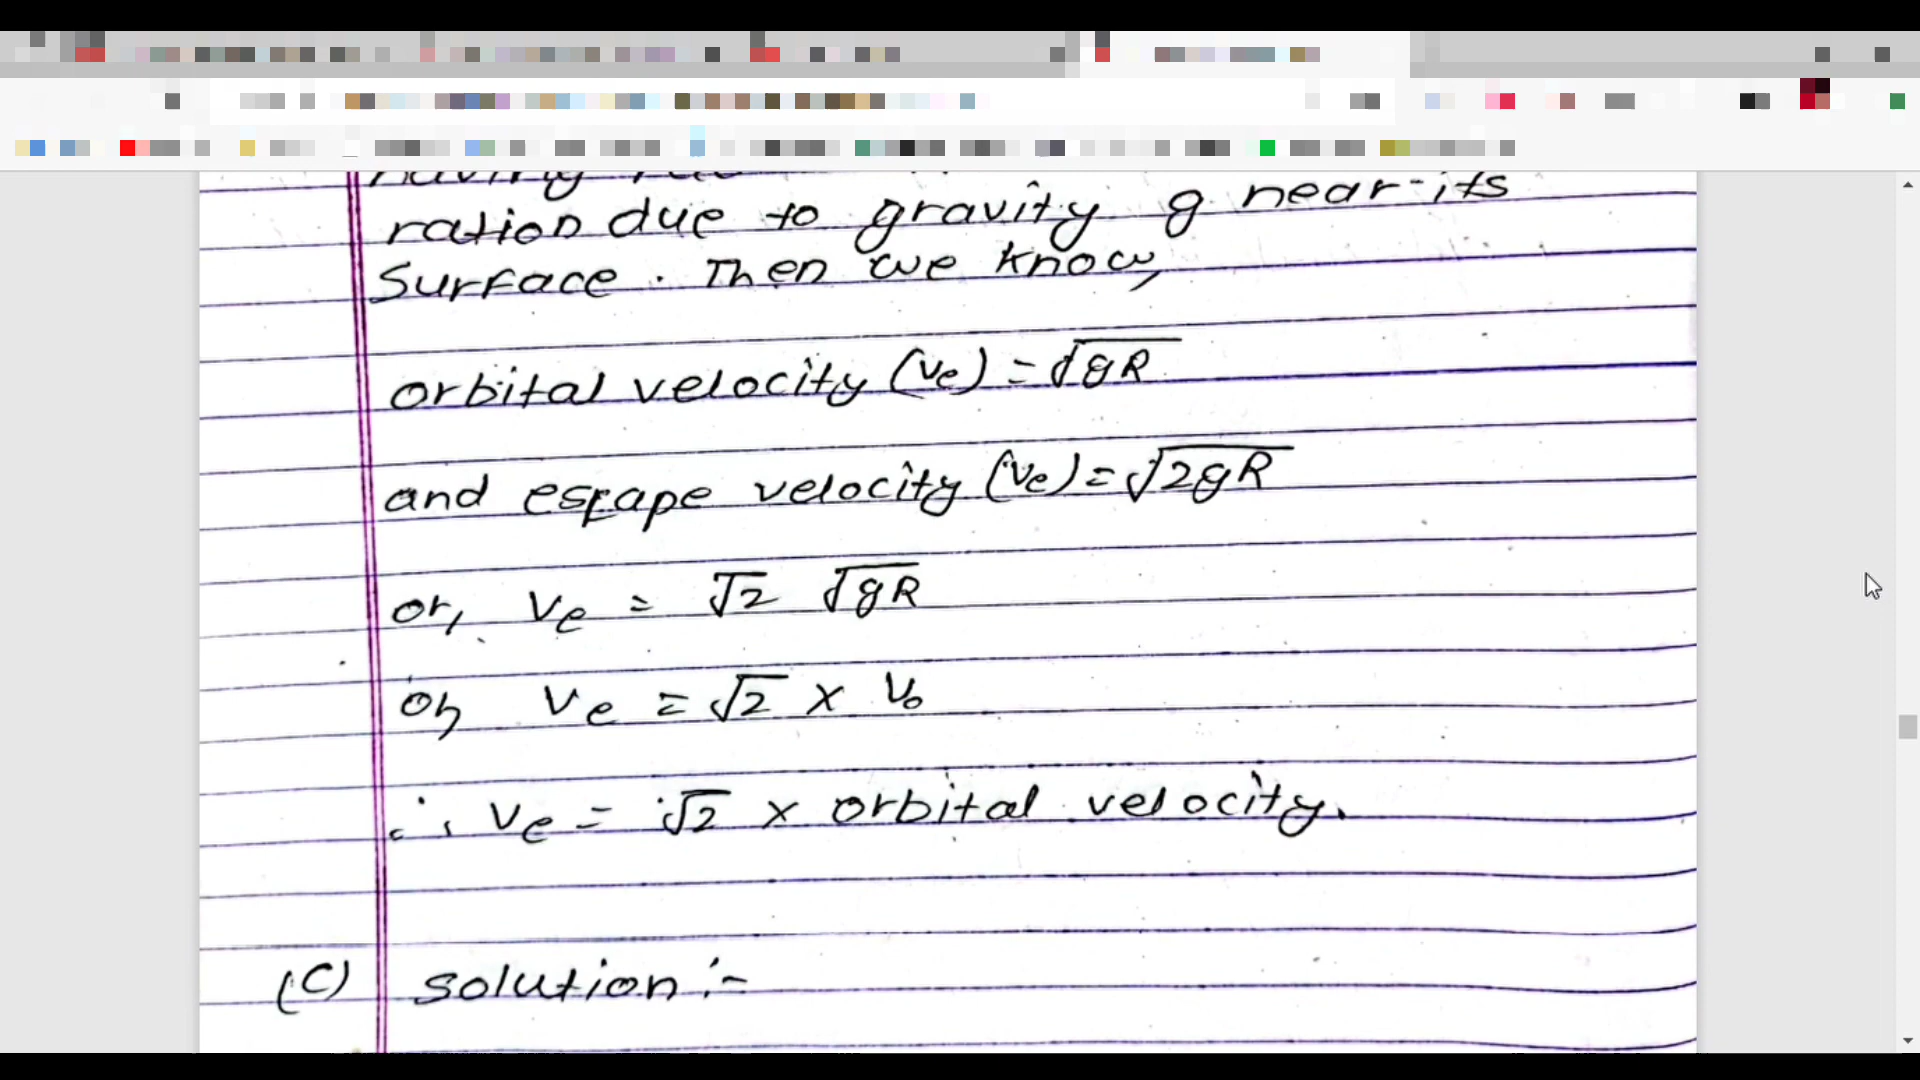 having
ration due to gravity g near its
surface. Then we know,
orbital velocity (ve) = √gR
and escape velocity (ve) = √2gR
or, ve = √2 √gR
or, ve = √2 × vo
∴ ve = √2 × orbital velocity.
(C) solution :-